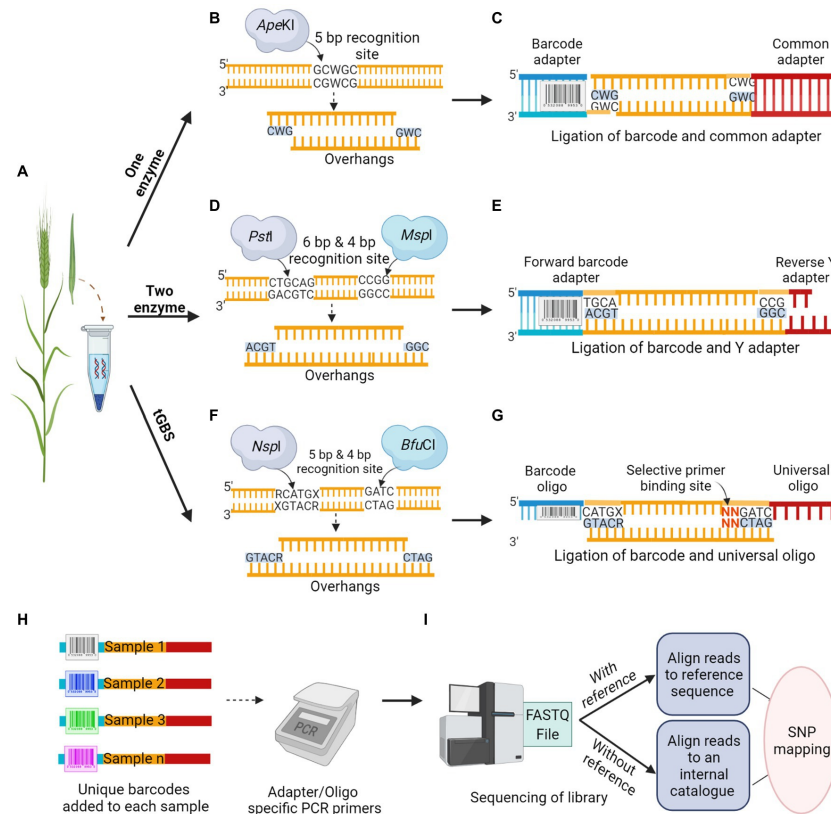 A
One
enzyme
Two
enzyme
tGBS
B
ApeKI
5 bp recognition
site
5'
GCWGC
CGWCG
3'
CWG
GWC
Overhangs
C
Barcode
adapter
Common
adapter
5'
CWG
CWG
GWC
GWC
3'
Ligation of barcode and common adapter
D
PstI
MspI
6 bp & 4 bp
recognition site
5'
CTGCAG
CCGG
GACGTC
GGCC
3'
ACGT
GGC
Overhangs
E
Forward barcode
adapter
Reverse Y
adapter
5'
TGCA
CCG
ACGT
GGC
3'
Ligation of barcode and Y adapter
F
NspI
BfuCI
5 bp & 4 bp
recognition site
5'
RCATGX
GATC
XGTACR
CTAG
3'
GTACR
CTAG
Overhangs
G
Barcode
oligo
Selective primer
binding site
Universal
oligo
5'
CATGX
NNGATC
GTACR
NNCTAG
3'
Ligation of barcode and universal oligo
H
Sample 1
Sample 2
Sample 3
Sample n
Unique barcodes
added to each sample
PCR
Adapter/Oligo
specific PCR primers
I
FASTQ
File
Sequencing of library
With
reference
Without
reference
Align reads
to reference
sequence
Align reads
to an
internal
catalogue
SNP
mapping